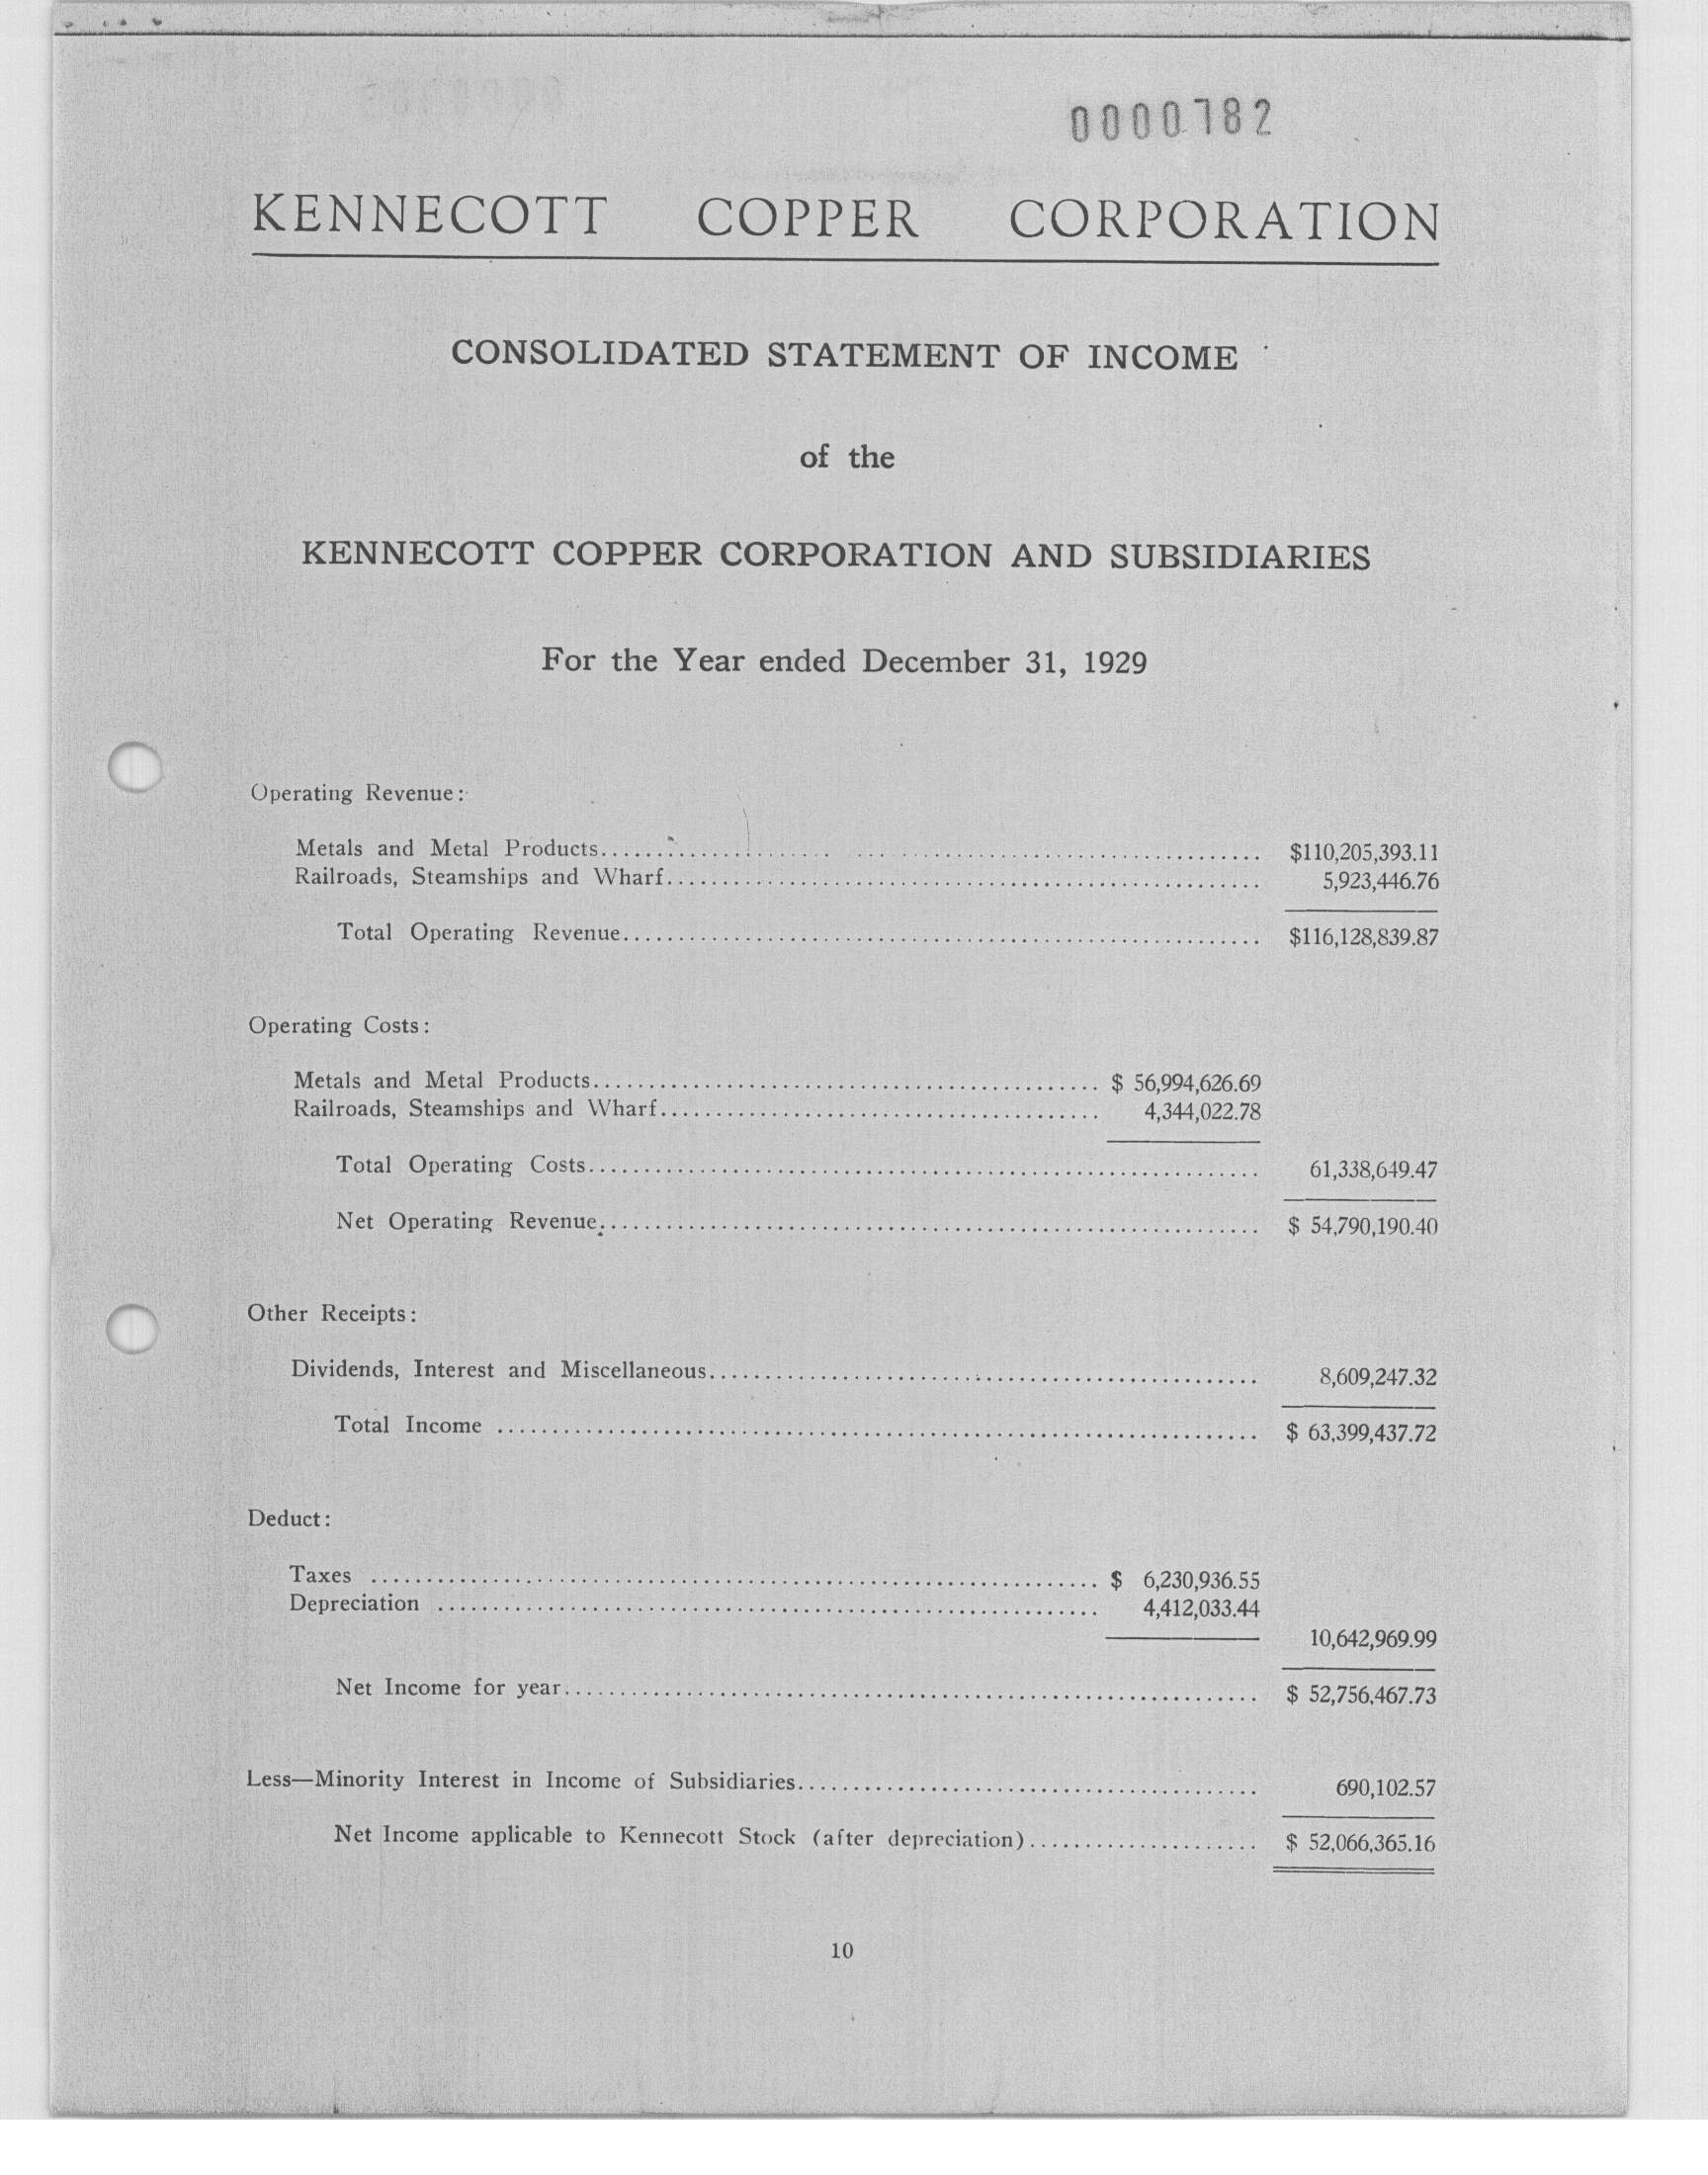 0000782
KENNECOTT COPPER CORPORATION
CONSOLIDATED STATEMENT OF INCOME
of the
KENNECOTT COPPER CORPORATION AND SUBSIDIARIES
For the Year ended December 31, 1929
Operating Revenue:
Metals and Metal Products........................................ $110,205,393.11
Railroads, Steamships and Wharf........................................ 5,923,446.76
Total Operating Revenue........................................ $116,128,839.87
Operating Costs:
Metals and Metal Products........................................ $ 56,994,626.69
Railroads, Steamships and Wharf........................................ 4,344,022.78
Total Operating Costs........................................ 61,338,649.47
Net Operating Revenue........................................ $ 54,790,190.40
Other Receipts:
Dividends, Interest and Miscellaneous........................................ 8,609,247.32
Total Income ........................................ $ 63,399,437.72
Deduct:
Taxes ........................................ $ 6,230,936.55
Depreciation ........................................ 4,412,033.44
10,642,969.99
Net Income for year........................................ $ 52,756,467.73
Less—Minority Interest in Income of Subsidiaries........................................ 690,102.57
Net Income applicable to Kennecott Stock (after depreciation)..................... $ 52,066,365.16
10